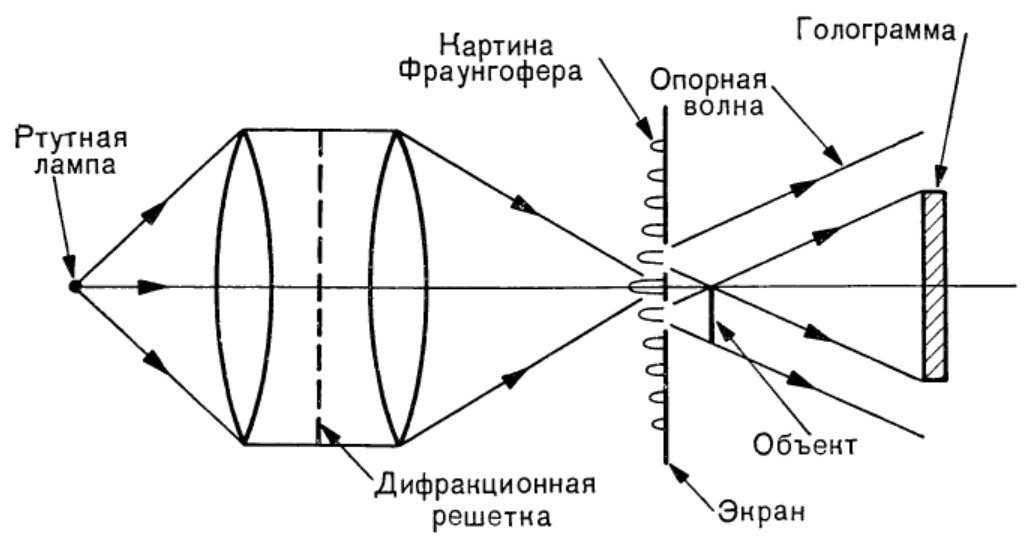 Картина
Фраунгофера
Голограмма
Опорная
волна
Ртутная
лампа
Объект
Дифракционная
решетка
Экран